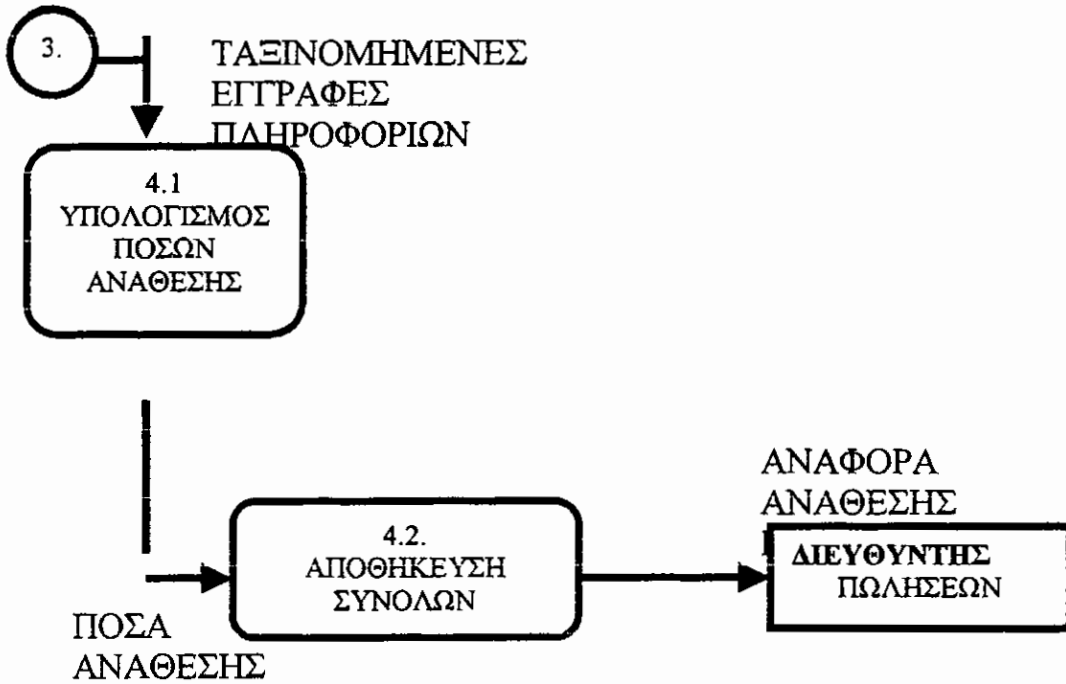 3.
ΤΑΞΙΝΟΜΗΜΕΝΕΣ
ΕΓΓΡΑΦΕΣ
ΠΛΗΡΟΦΟΡΙΩΝ
4.1
ΥΠΟΛΟΓΙΣΜΟΣ
ΠΟΣΩΝ
ΑΝΑΘΕΣΗΣ
ΑΝΑΦΟΡΑ
ΑΝΑΘΕΣΗΣ
4.2.
ΑΠΟΘΗΚΕΥΣΗ
ΣΥΝΟΛΩΝ
ΔΙΕΥΘΥΝΤΗΣ
ΠΩΛΗΣΕΩΝ
ΠΟΣΑ
ΑΝΑΘΕΣΗΣ